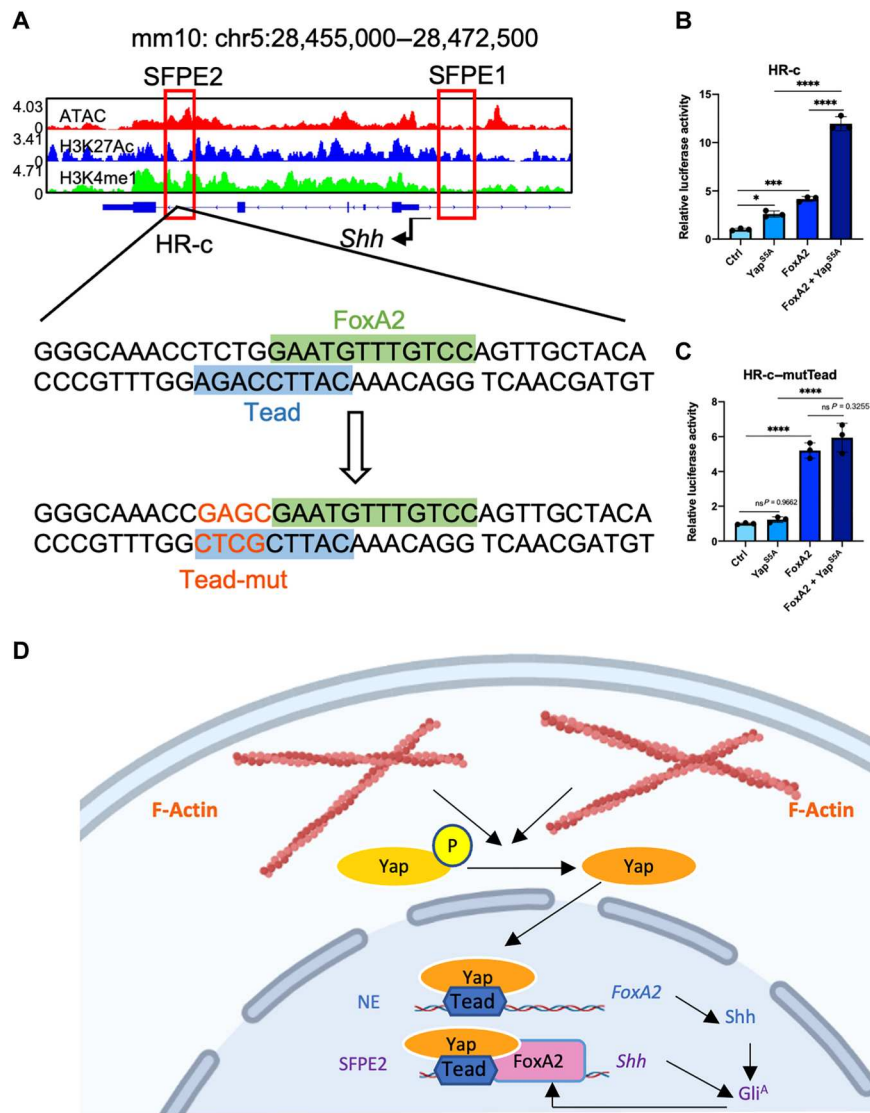 A
mm10: chr5:28,455,000–28,472,500
SFPE2
SFPE1
4.03
ATAC
0
3.41
H3K27Ac
0
4.71
H3K4me1
0
HR-c
Shh
FoxA2
GGGCAAACCTCTGGAATGTTTGTCCAGTTGCTACA
CCCGTTTGGAGACCTTACAAACAGG TCAACGATGT
Tead
GGGCAAACCGAGCGAATGTTTGTCCAGTTGCTACA
CCCGTTTGGCTCGCTTACAAACAGG TCAACGATGT
Tead-mut
B
HR-c
Relative luciferase activity
15
10
5
0
****
****
***
*
Ctrl
Yap^S5A
FoxA2
FoxA2 + Yap^S5A
C
HR-c–mutTead
Relative luciferase activity
8
6
4
2
0
****
ns P = 0.3255
****
ns P = 0.9662
Ctrl
Yap^S5A
FoxA2
FoxA2 + Yap^S5A
D
F-Actin
F-Actin
P
Yap
Yap
Yap
NE
Tead
FoxA2
Shh
Yap
SFPE2
Tead
FoxA2
Shh
Gli^A